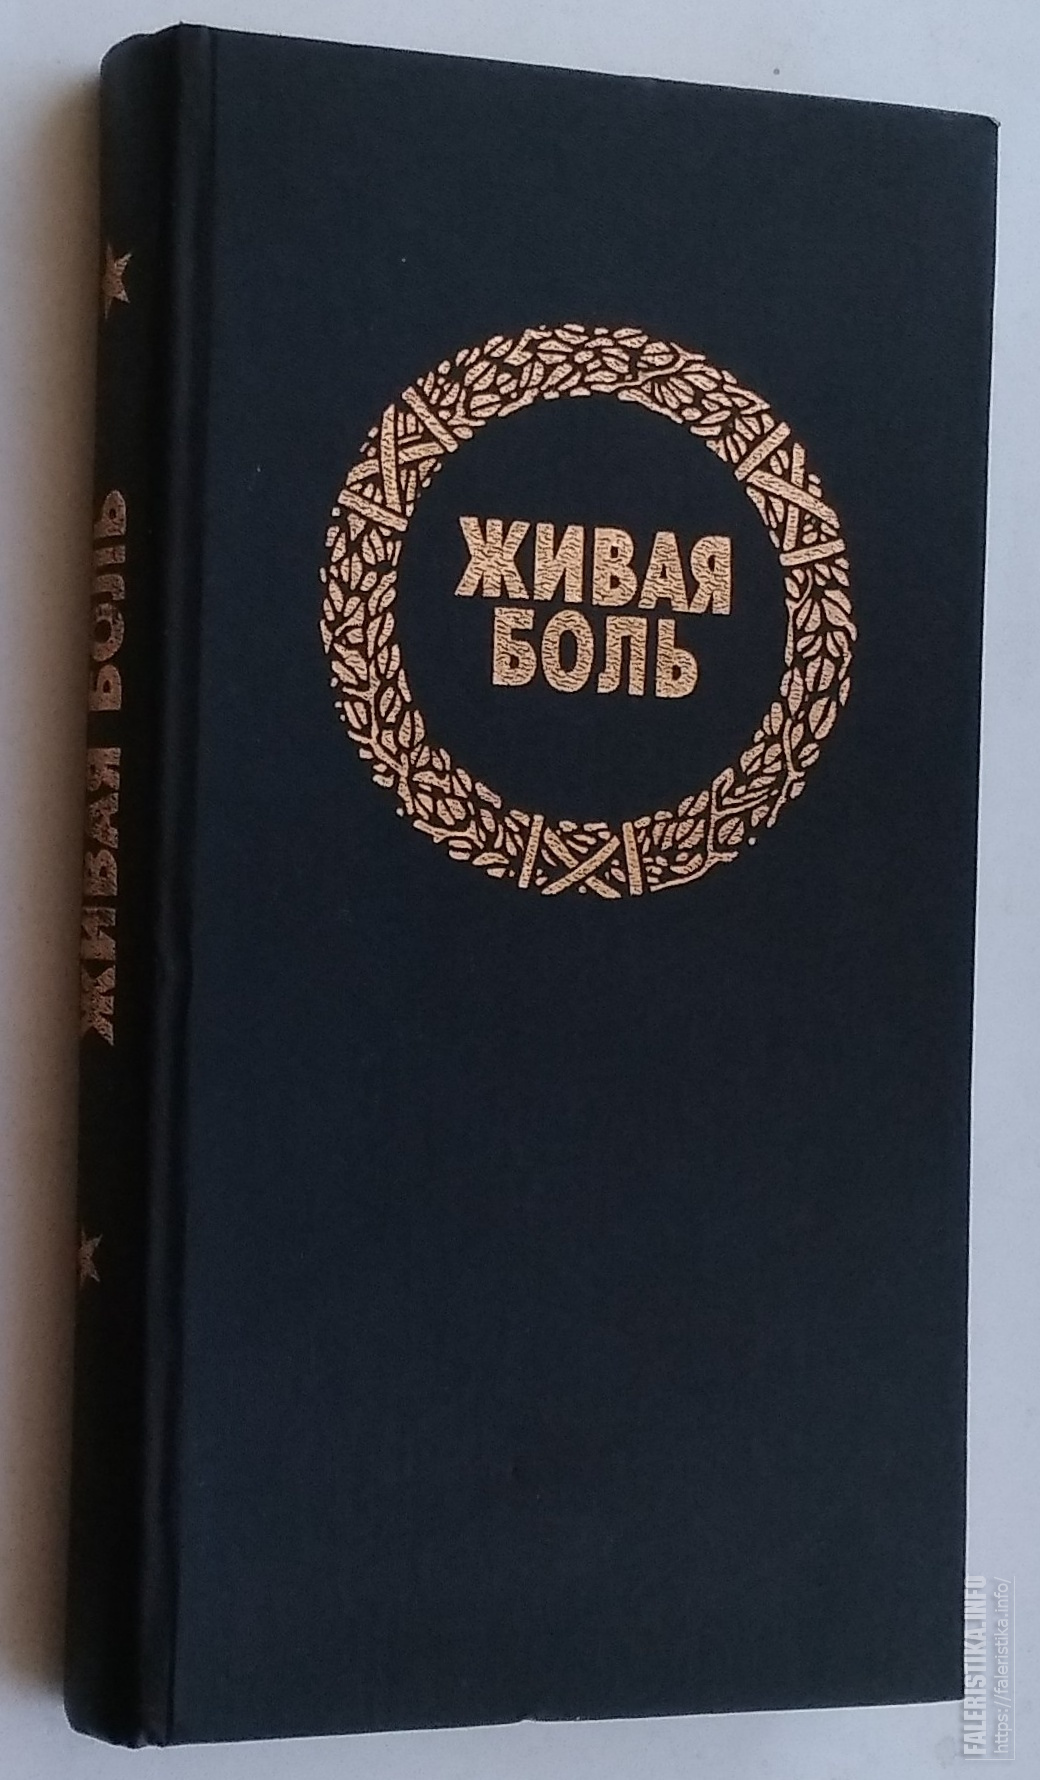 ЖИВАЯ
БОЛЬ
ЖИВАЯ БОЛЬ
FALERISTIKA.INFO
https://faleristika.info/